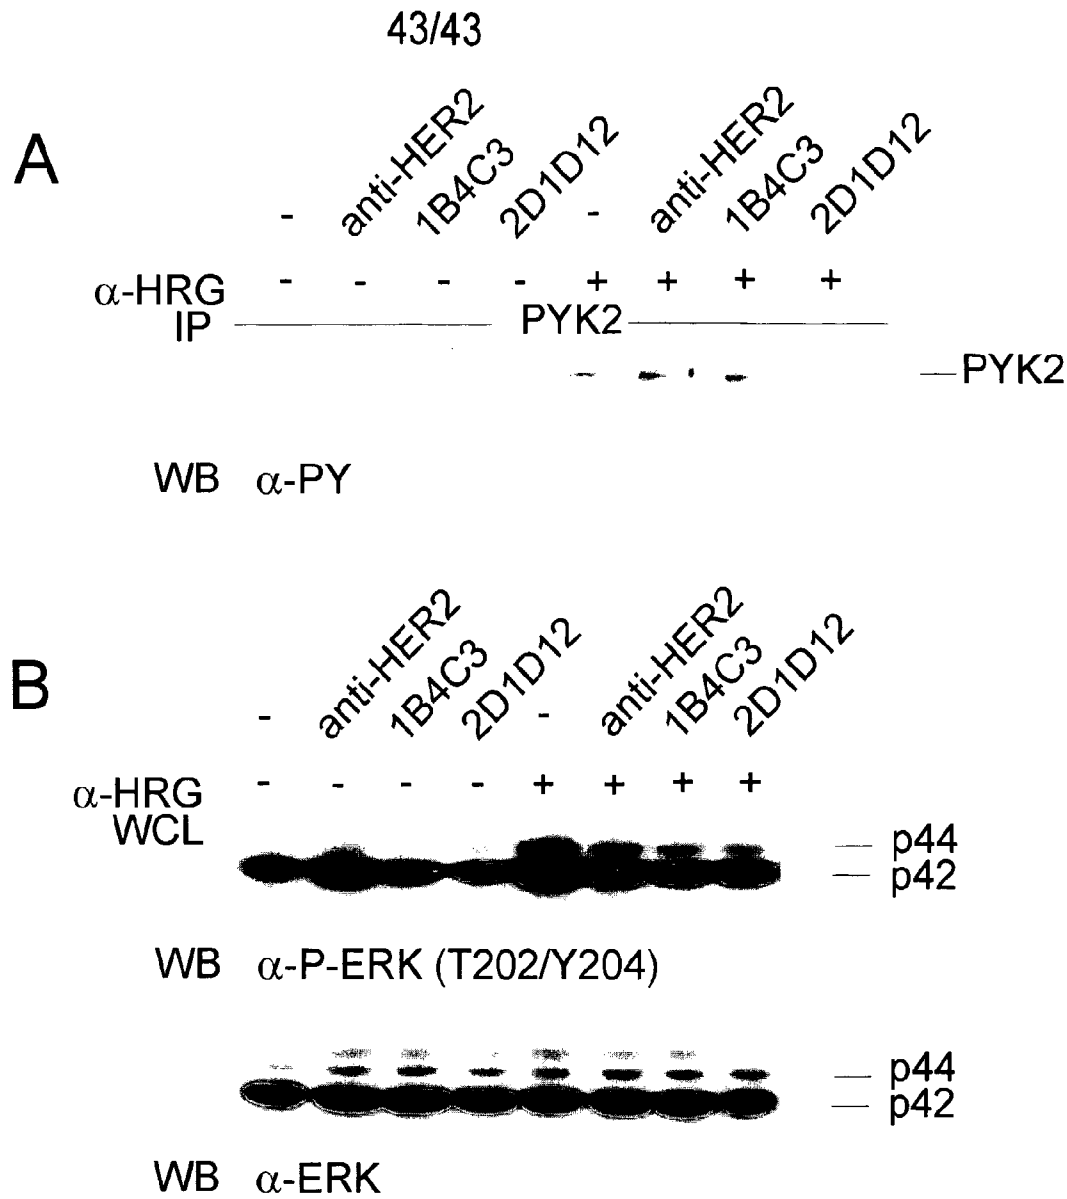 43/43
A
- anti-HER2 1B4C3 2D1D12 - anti-HER2 1B4C3 2D1D12
α-HRG - - - - + + + +
IP PYK2
PYK2
WB α-PY
B
- anti-HER2 1B4C3 2D1D12 - anti-HER2 1B4C3 2D1D12
α-HRG - - - - + + + +
WCL
p44
p42
WB α-P-ERK (T202/Y204)
p44
p42
WB α-ERK